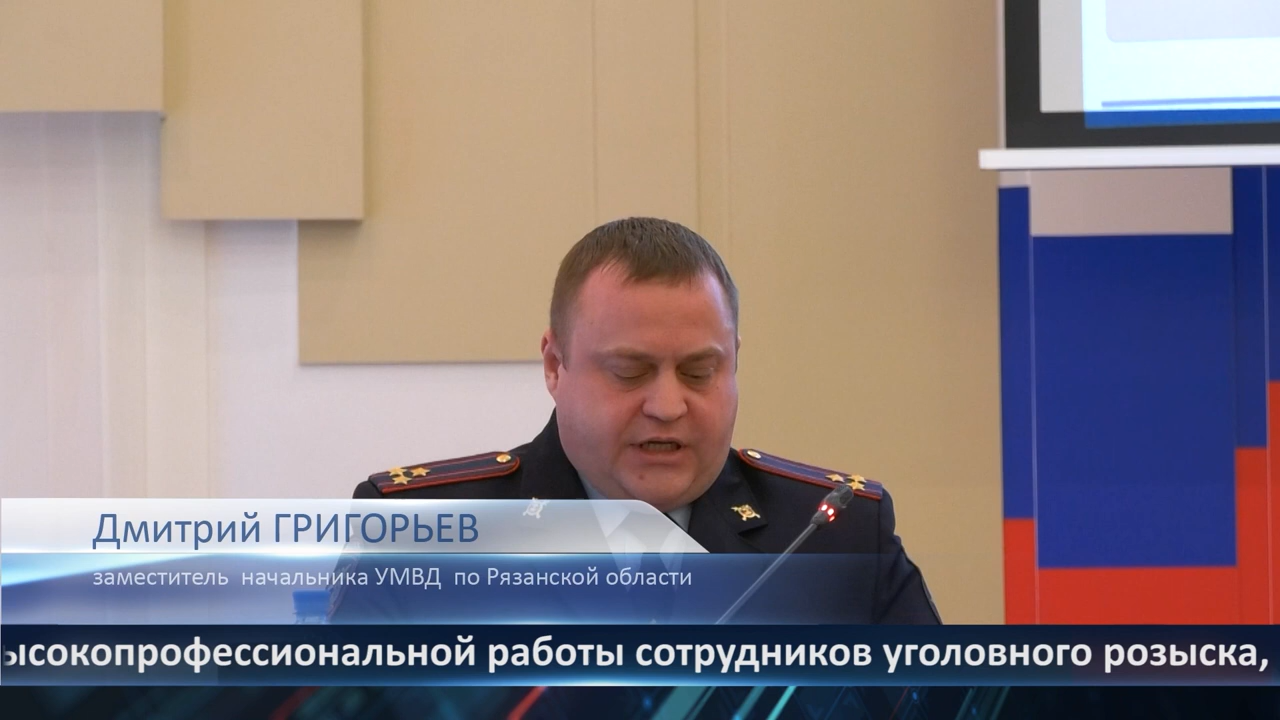 Дмитрий ГРИГОРЬЕВ
заместитель начальника УМВД по Рязанской области
ысокопрофессиональной работы сотрудников уголовного розыска,